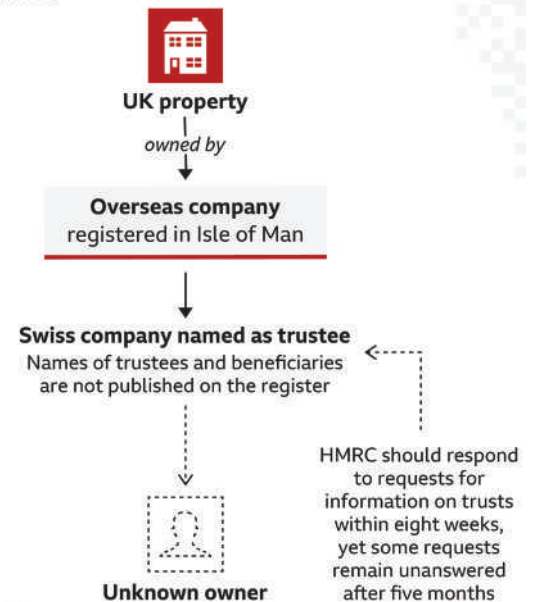 UK property
owned by
Overseas company
registered in Isle of Man
Swiss company named as trustee
Names of trustees and beneficiaries
are not published on the register
HMRC should respond
to requests for
information on trusts
within eight weeks,
yet some requests
remain unanswered
after five months
Unknown owner